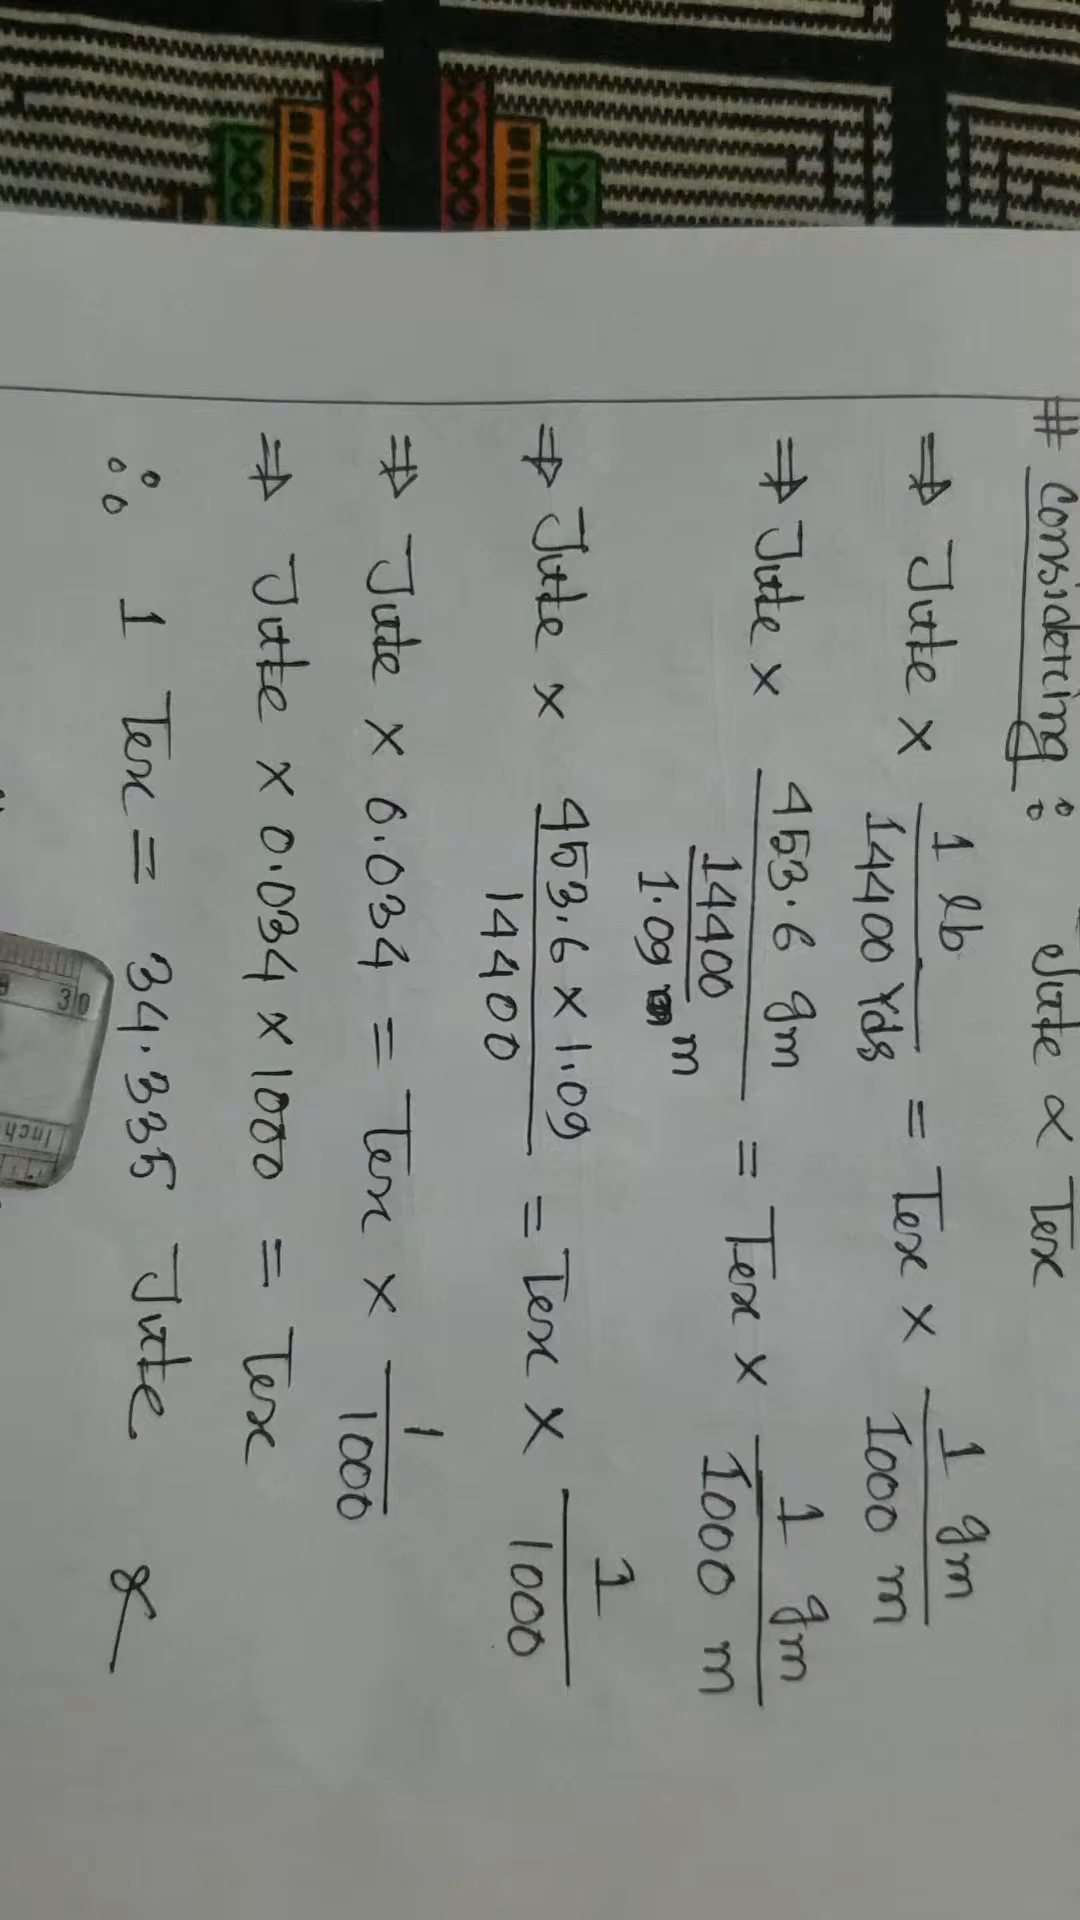 # Considering: Jute & Tex
⇒ Jute × 1 lb / 14400 Yds = Tex × 1 gm / 1000 m
⇒ Jute × 453.6 gm / (14400 / 1.09 m) = Tex × 1 gm / 1000 m
⇒ Jute × 453.6 × 1.09 / 14400 = Tex × 1 / 1000
⇒ Jute × 0.034 = Tex × 1 / 1000
⇒ Jute × 0.034 × 1000 = Tex
∴ 1 Tex = 34.335 Jute
30
Inch